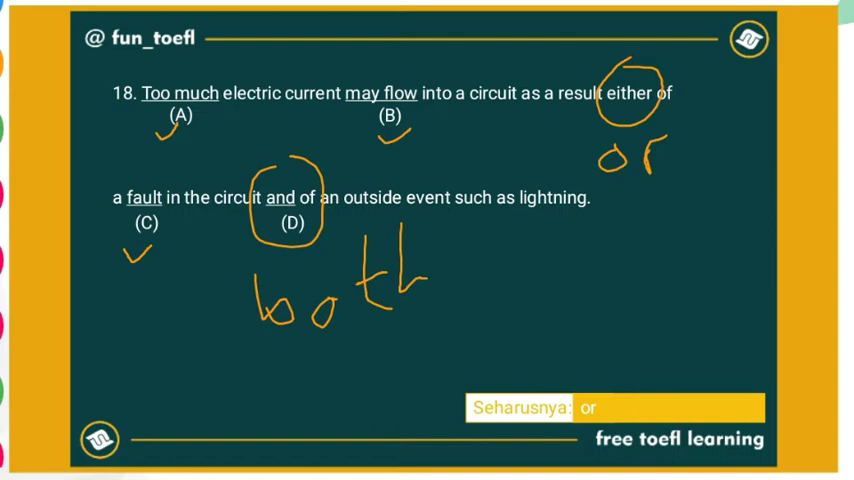 @ fun_toefl
18. Too much electric current may flow into a circuit as a result either of
(A) (B)
or
a fault in the circuit and of an outside event such as lightning.
(C) (D)
both
Seharusnya: or
free toefl learning